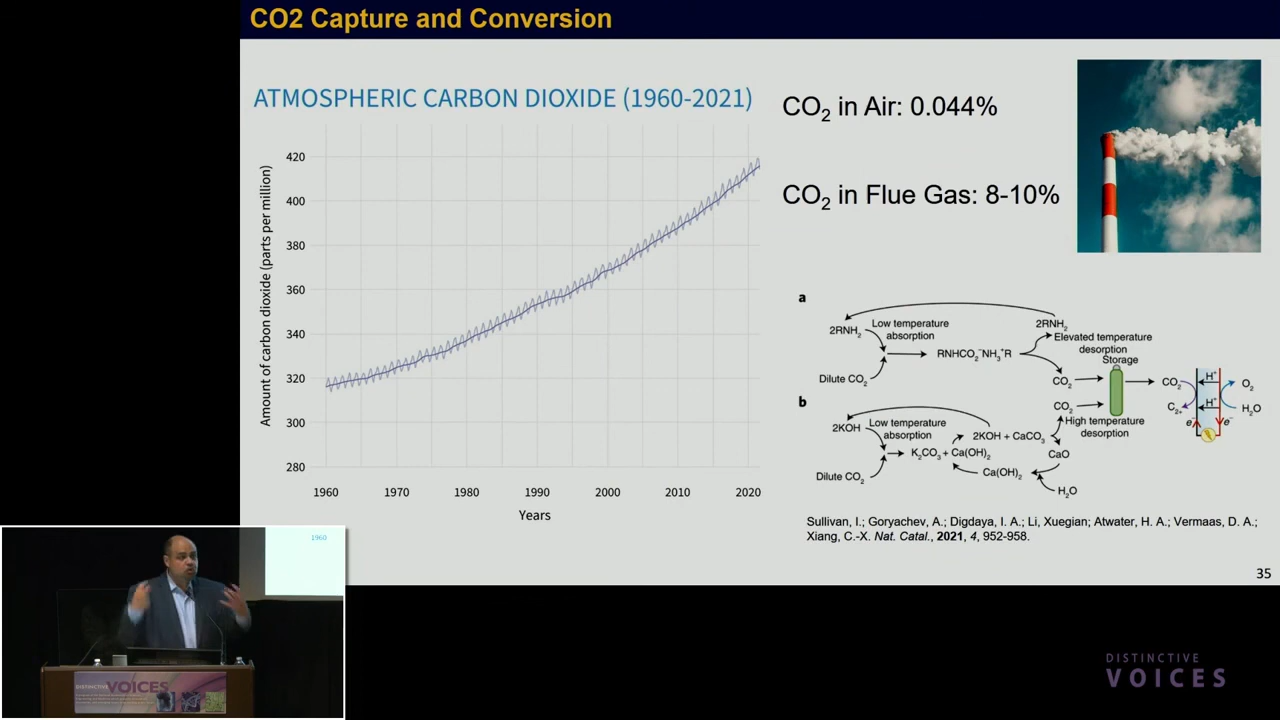 CO2 Capture and Conversion
ATMOSPHERIC CARBON DIOXIDE (1960-2021)
Amount of carbon dioxide (parts per million)
420
400
380
360
340
320
300
280
1960 1970 1980 1990 2000 2010 2020
Years
CO₂ in Air: 0.044%
CO₂ in Flue Gas: 8-10%
a
2RNH₂
Low temperature
absorption
Dilute CO₂
RNHCO₂⁻NH₃⁺R
2RNH₂
Elevated temperature
desorption
CO₂
Storage
b
2KOH
Low temperature
absorption
Dilute CO₂
K₂CO₃ + Ca(OH)₂
2KOH + CaCO₃
CO₂
High temperature
desorption
CaO
Ca(OH)₂
H₂O
CO₂
C₂₊
H⁺
H⁺
O₂
H₂O
e⁻
e⁻
Sullivan, I.; Goryachev, A.; Digdaya, I. A.; Li, Xuegian; Atwater, H. A.; Vermaas, D. A.;
Xiang, C.-X. Nat. Catal., 2021, 4, 952-958.
35
1960
DISTINCTIVE VOICES
DISTINCTIVE
VOICES